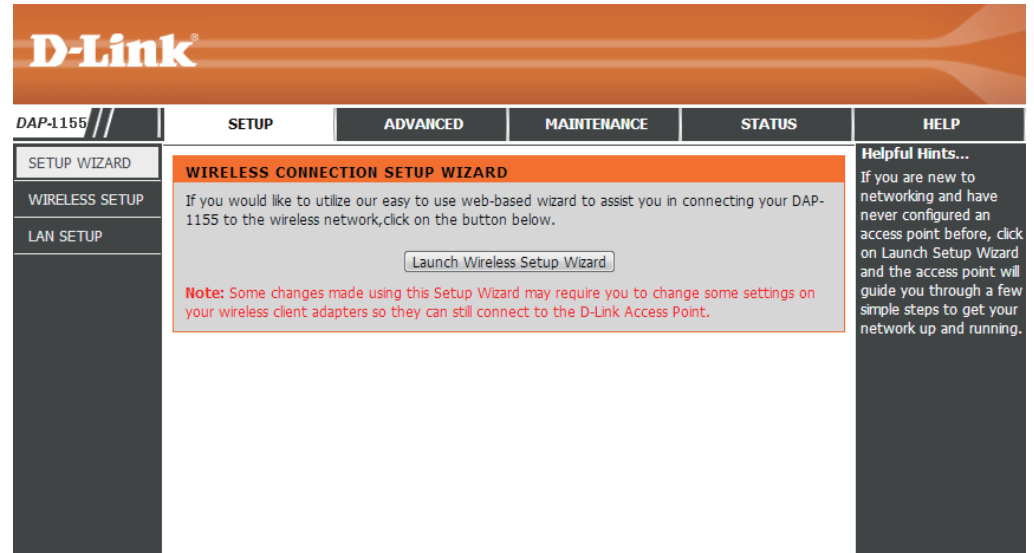 D-Link®
DAP-1155
SETUP
ADVANCED
MAINTENANCE
STATUS
HELP
SETUP WIZARD
WIRELESS SETUP
LAN SETUP
WIRELESS CONNECTION SETUP WIZARD
If you would like to utilize our easy to use web-based wizard to assist you in connecting your DAP-
1155 to the wireless network,click on the button below.
Launch Wireless Setup Wizard
Note: Some changes made using this Setup Wizard may require you to change some settings on
your wireless client adapters so they can still connect to the D-Link Access Point.
Helpful Hints...
If you are new to
networking and have
never configured an
access point before, click
on Launch Setup Wizard
and the access point will
guide you through a few
simple steps to get your
network up and running.